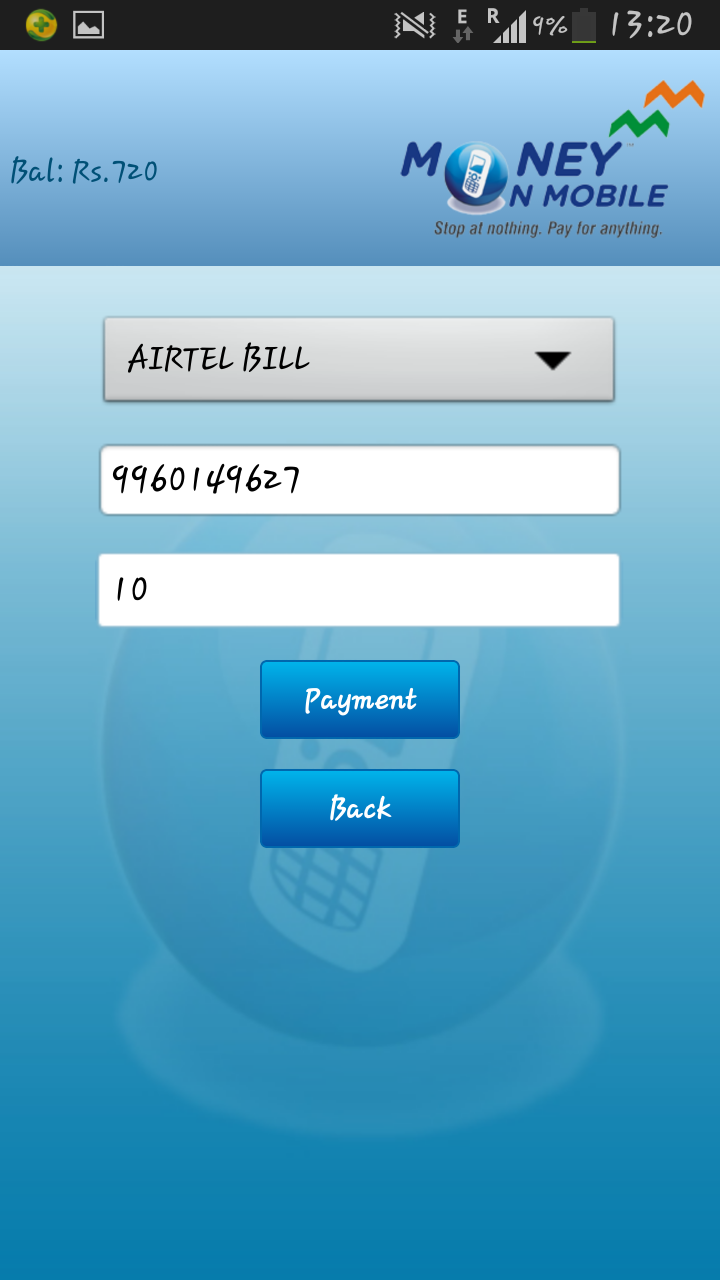 E R 9% 13:20
Bal: Rs.720
MONEY
ON MOBILE
Stop at nothing. Pay for anything.
AIRTEL BILL
9960149627
10
Payment
Back